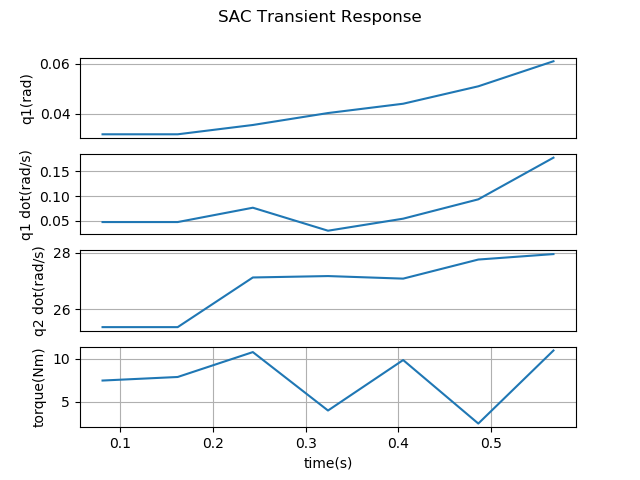 SAC Transient Response
q1(rad)
0.06
0.04
q1 dot(rad/s)
0.15
0.10
0.05
q2 dot(rad/s)
28
26
torque(Nm)
10
5
0.1 0.2 0.3 0.4 0.5
time(s)